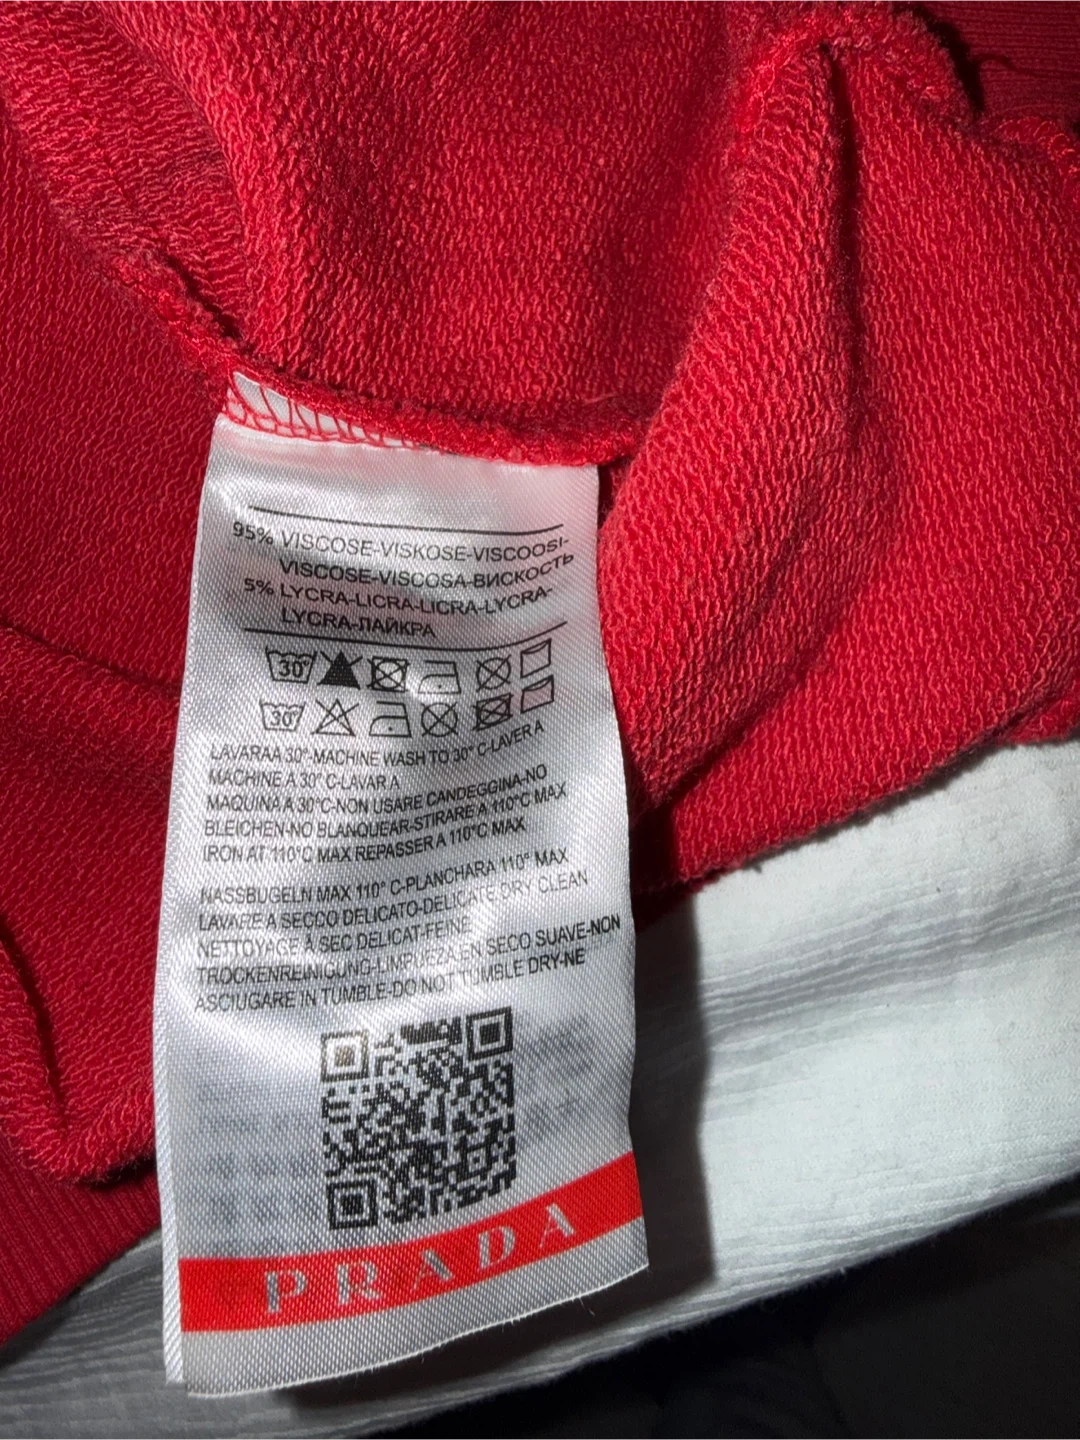 95% VISCOSE-VISKOSE-VISCOOSI-
VISCOSE-VISCOSA-ВИСКОСТЬ
5% LYCRA-LICRA-LICRA-LYCRA-
LYCRA-ЛАЙКРА
30°
30°
LAVARAA 30°-MACHINE WASH TO 30° C-LAVER A
MACHINE A 30° C-LAVAR A
MAQUINA A 30°C-NON USARE CANDEGGINA-NO
BLEICHEN-NO BLANQUEAR-STIRARE A 110°C MAX
IRON AT 110°C MAX REPASSER A 110°C MAX
NASSBUGELN MAX 110° C-PLANCHARA 110° MAX
LAVARE A SECCO DELICATO-DELICATE DRY CLEAN
NETTOYAGE À SEC DELICAT-FEINE
TROCKENREINIGUNG-LIMPIEZA EN SECO SUAVE-NON
ASCIUGARE IN TUMBLE-DO NOT TUMBLE DRY-NE
PRADA